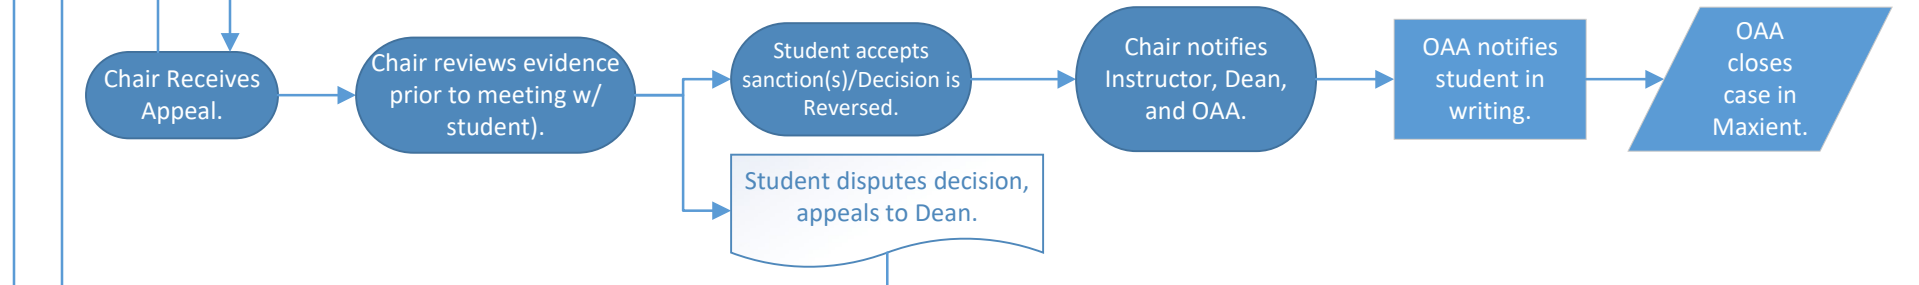 Chair Receives
Appeal.
Chair reviews evidence
prior to meeting w/
student).
Student accepts
sanction(s)/Decision is
Reversed.
Chair notifies
Instructor, Dean,
and OAA.
OAA notifies
student in
writing.
OAA
closes
case in
Maxient.
Student disputes decision,
appeals to Dean.